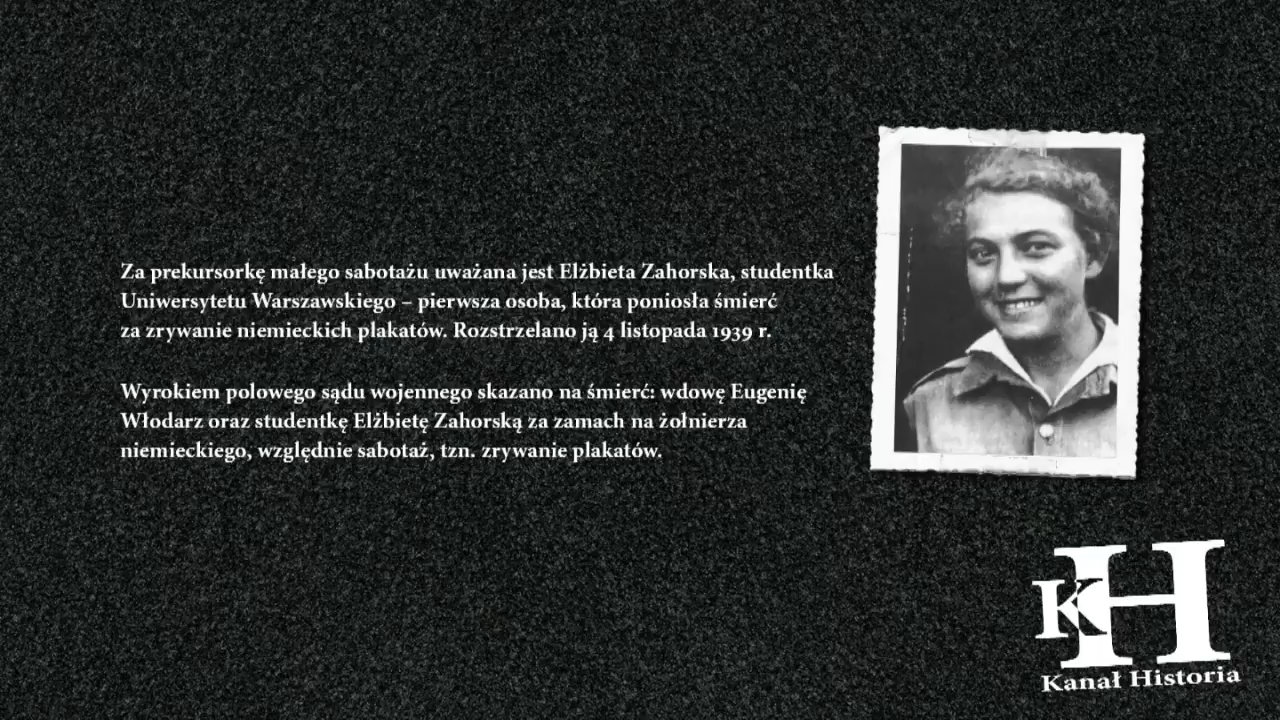 Za prekursorkę małego sabotażu uważana jest Elżbieta Zahorska, studentka
Uniwersytetu Warszawskiego – pierwsza osoba, która poniosła śmierć
za zrywanie niemieckich plakatów. Rozstrzelano ją 4 listopada 1939 r.
Wyrokiem polowego sądu wojennego skazano na śmierć: wdowę Eugenię
Włodarz oraz studentkę Elżbietę Zahorską za zamach na żołnierza
niemieckiego, względnie sabotaż, tzn. zrywanie plakatów.
KH
Kanał Historia